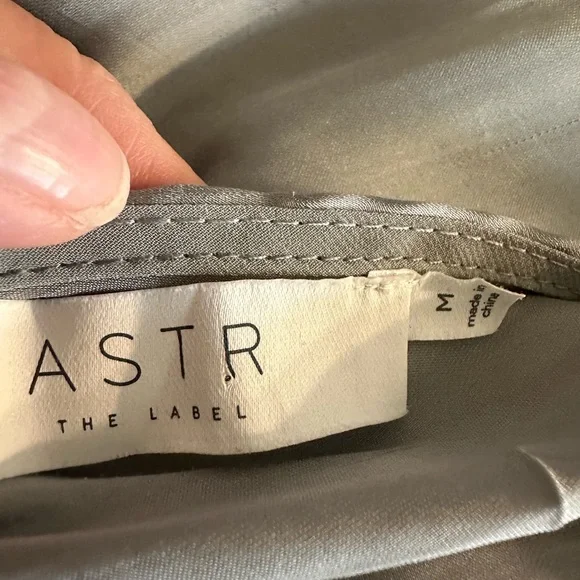 ASTR
THE LABEL
M
made in
china